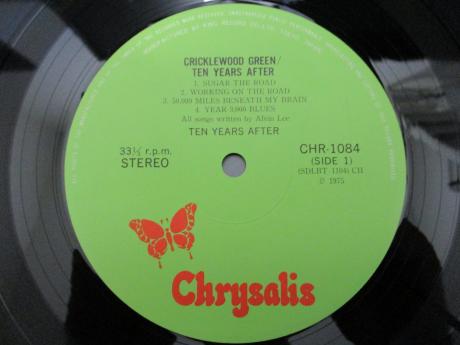 CRICKLEWOOD GREEN/
TEN YEARS AFTER
1. SUGAR THE ROAD
2. WORKING ON THE ROAD
3. 50,000 MILES BENEATH MY BRAIN
4. YEAR 3,000 BLUES
All songs written by Alvin Lee
TEN YEARS AFTER
33⅓ r.p.m.
STEREO
CHR-1084
(SIDE 1)
(SDLBT-1104) CH
Ⓟ 1975
Chrysalis